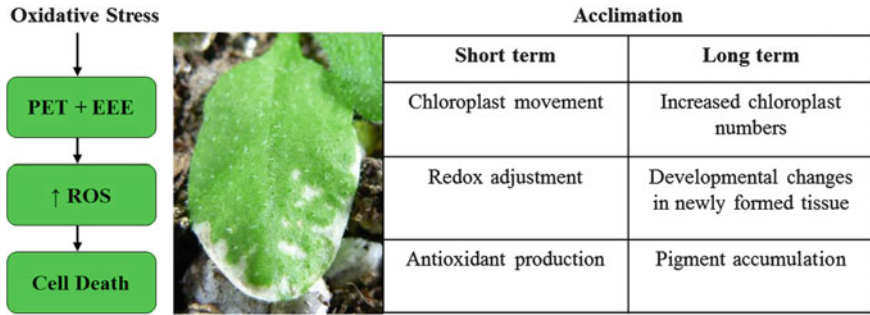 Oxidative Stress
PET + EEE
↑ ROS
Cell Death
Acclimation
Short term
Long term
Chloroplast movement
Increased chloroplast
numbers
Redox adjustment
Developmental changes
in newly formed tissue
Antioxidant production
Pigment accumulation